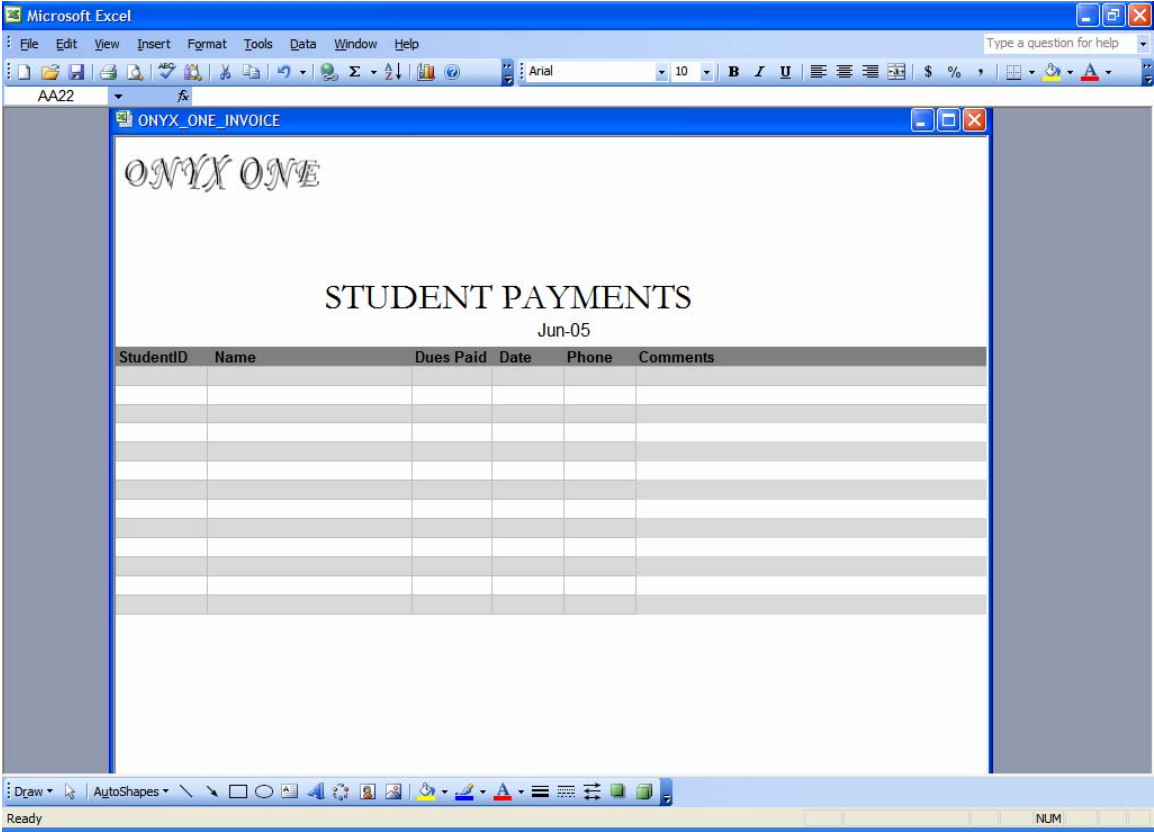 Microsoft Excel
File Edit View Insert Format Tools Data Window Help Type a question for help
Arial 10 B I U $ % ,
AA22 fx
ONYX_ONE_INVOICE
ONYX ONE
STUDENT PAYMENTS
Jun-05
StudentID Name Dues Paid Date Phone Comments
Draw AutoShapes
Ready NUM